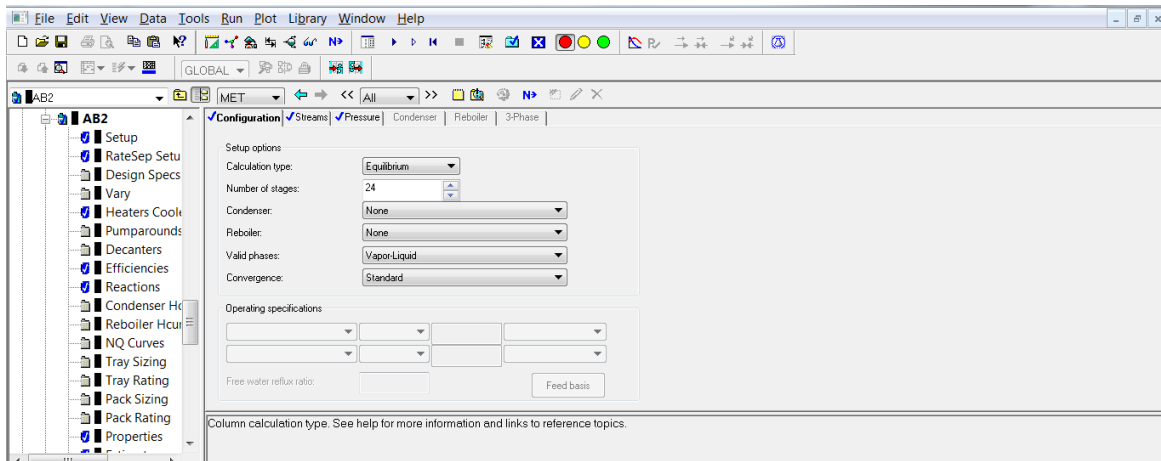 File Edit View Data Tools Run Plot Library Window Help
N>
GLOBAL
AB2 MET << All >> N>
AB2
Setup
RateSep Setu
Design Specs
Vary
Heaters Coole
Pumparounds
Decanters
Efficiencies
Reactions
Condenser Hc
Reboiler Hcur
NQ Curves
Tray Sizing
Tray Rating
Pack Sizing
Pack Rating
Properties
Configuration Streams Pressure Condenser Reboiler 3-Phase
Setup options
Calculation type: Equilibrium
Number of stages: 24
Condenser: None
Reboiler: None
Valid phases: Vapor-Liquid
Convergence: Standard
Operating specifications
Free water reflux ratio: Feed basis
Column calculation type. See help for more information and links to reference topics.